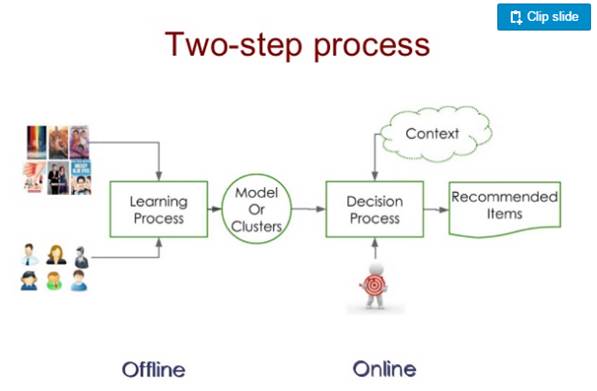 Clip slide
Two-step process
Context
Learning
Process
Model
Or
Clusters
Decision
Process
Recommended
Items
Offline
Online